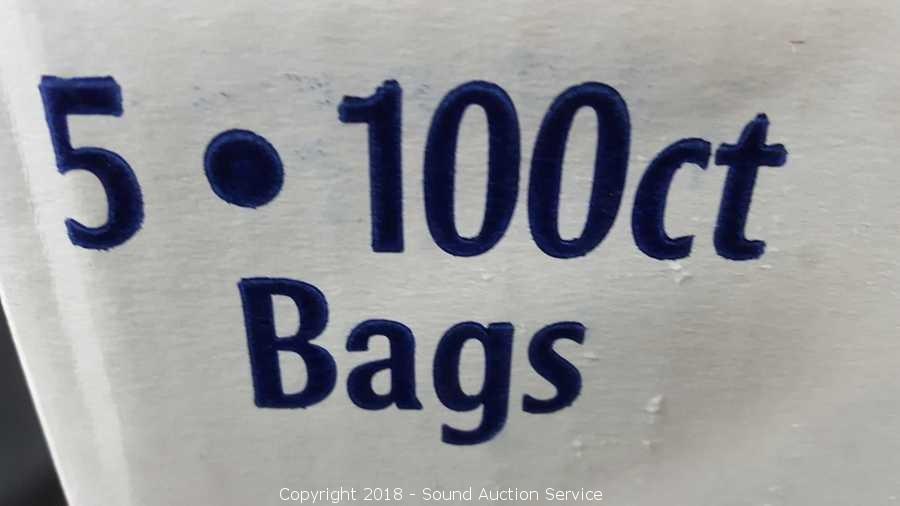 5 • 100ct
Bags
Copyright 2018 - Sound Auction Service